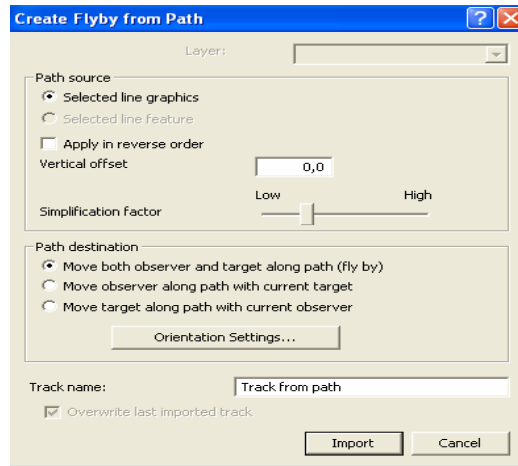 Create Flyby from Path
Layer:
Path source
Selected line graphics
Selected line feature
Apply in reverse order
Vertical offset 0,0
Low High
Simplification factor
Path destination
Move both observer and target along path (fly by)
Move observer along path with current target
Move target along path with current observer
Orientation Settings...
Track name: Track from path
Overwrite last imported track
Import Cancel